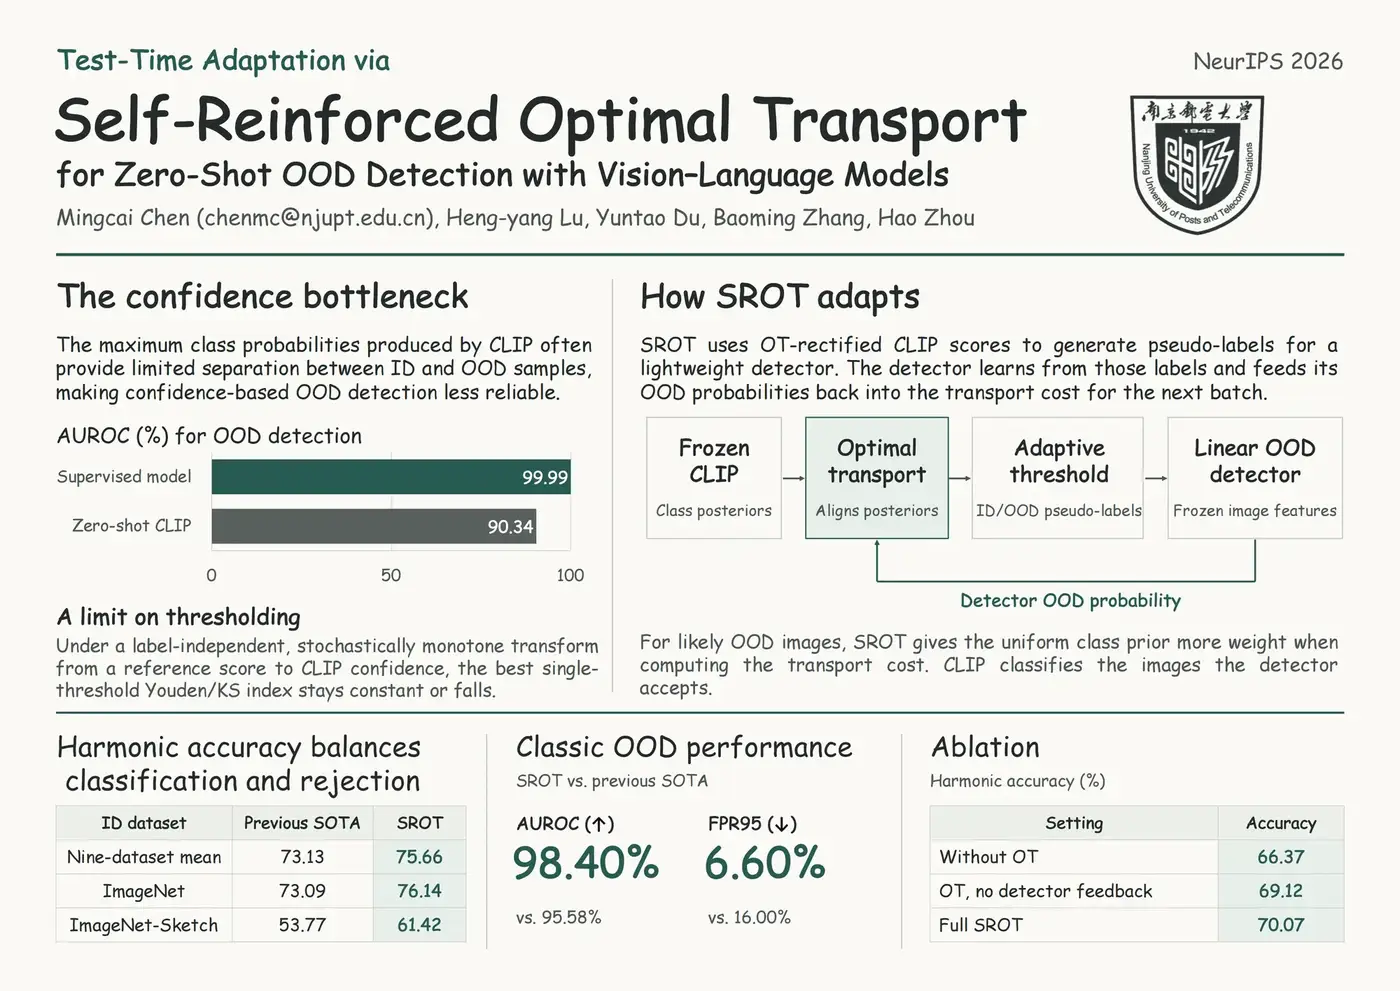 Test-Time Adaptation via
NeurIPS 2026
Self-Reinforced Optimal Transport
for Zero-Shot OOD Detection with Vision–Language Models
Mingcai Chen (chenmc@njupt.edu.cn), Heng-yang Lu, Yuntao Du, Baoming Zhang, Hao Zhou
南京邮电大学
1942
Nanjing University of Posts and Telecommunications
The confidence bottleneck
The maximum class probabilities produced by CLIP often
provide limited separation between ID and OOD samples,
making confidence-based OOD detection less reliable.
AUROC (%) for OOD detection
Supervised model
99.99
Zero-shot CLIP
90.34
0 50 100
A limit on thresholding
Under a label-independent, stochastically monotone transform
from a reference score to CLIP confidence, the best single-
threshold Youden/KS index stays constant or falls.
How SROT adapts
SROT uses OT-rectified CLIP scores to generate pseudo-labels for a
lightweight detector. The detector learns from those labels and feeds its
OOD probabilities back into the transport cost for the next batch.
Frozen
CLIP
Class posteriors
Optimal
transport
Aligns posteriors
Adaptive
threshold
ID/OOD pseudo-labels
Linear OOD
detector
Frozen image features
Detector OOD probability
For likely OOD images, SROT gives the uniform class prior more weight when
computing the transport cost. CLIP classifies the images the detector
accepts.
Harmonic accuracy balances
classification and rejection
ID dataset Previous SOTA SROT
Nine-dataset mean 73.13 75.66
ImageNet 73.09 76.14
ImageNet-Sketch 53.77 61.42
Classic OOD performance
SROT vs. previous SOTA
AUROC (↑)
98.40%
vs. 95.58%
FPR95 (↓)
6.60%
vs. 16.00%
Ablation
Harmonic accuracy (%)
Setting Accuracy
Without OT 66.37
OT, no detector feedback 69.12
Full SROT 70.07